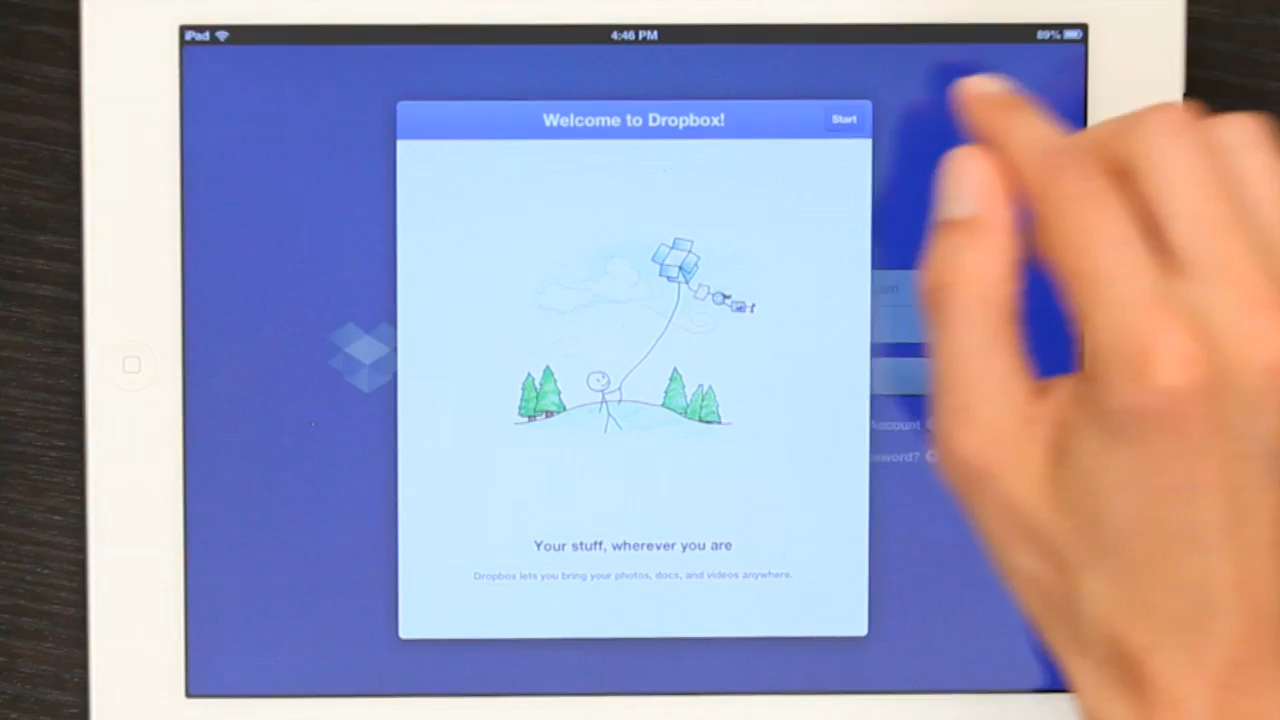 iPad
4:46 PM
89%
Welcome to Dropbox!
Start
Account
Your stuff, wherever you are
Dropbox lets you bring your photos, docs, and videos anywhere.